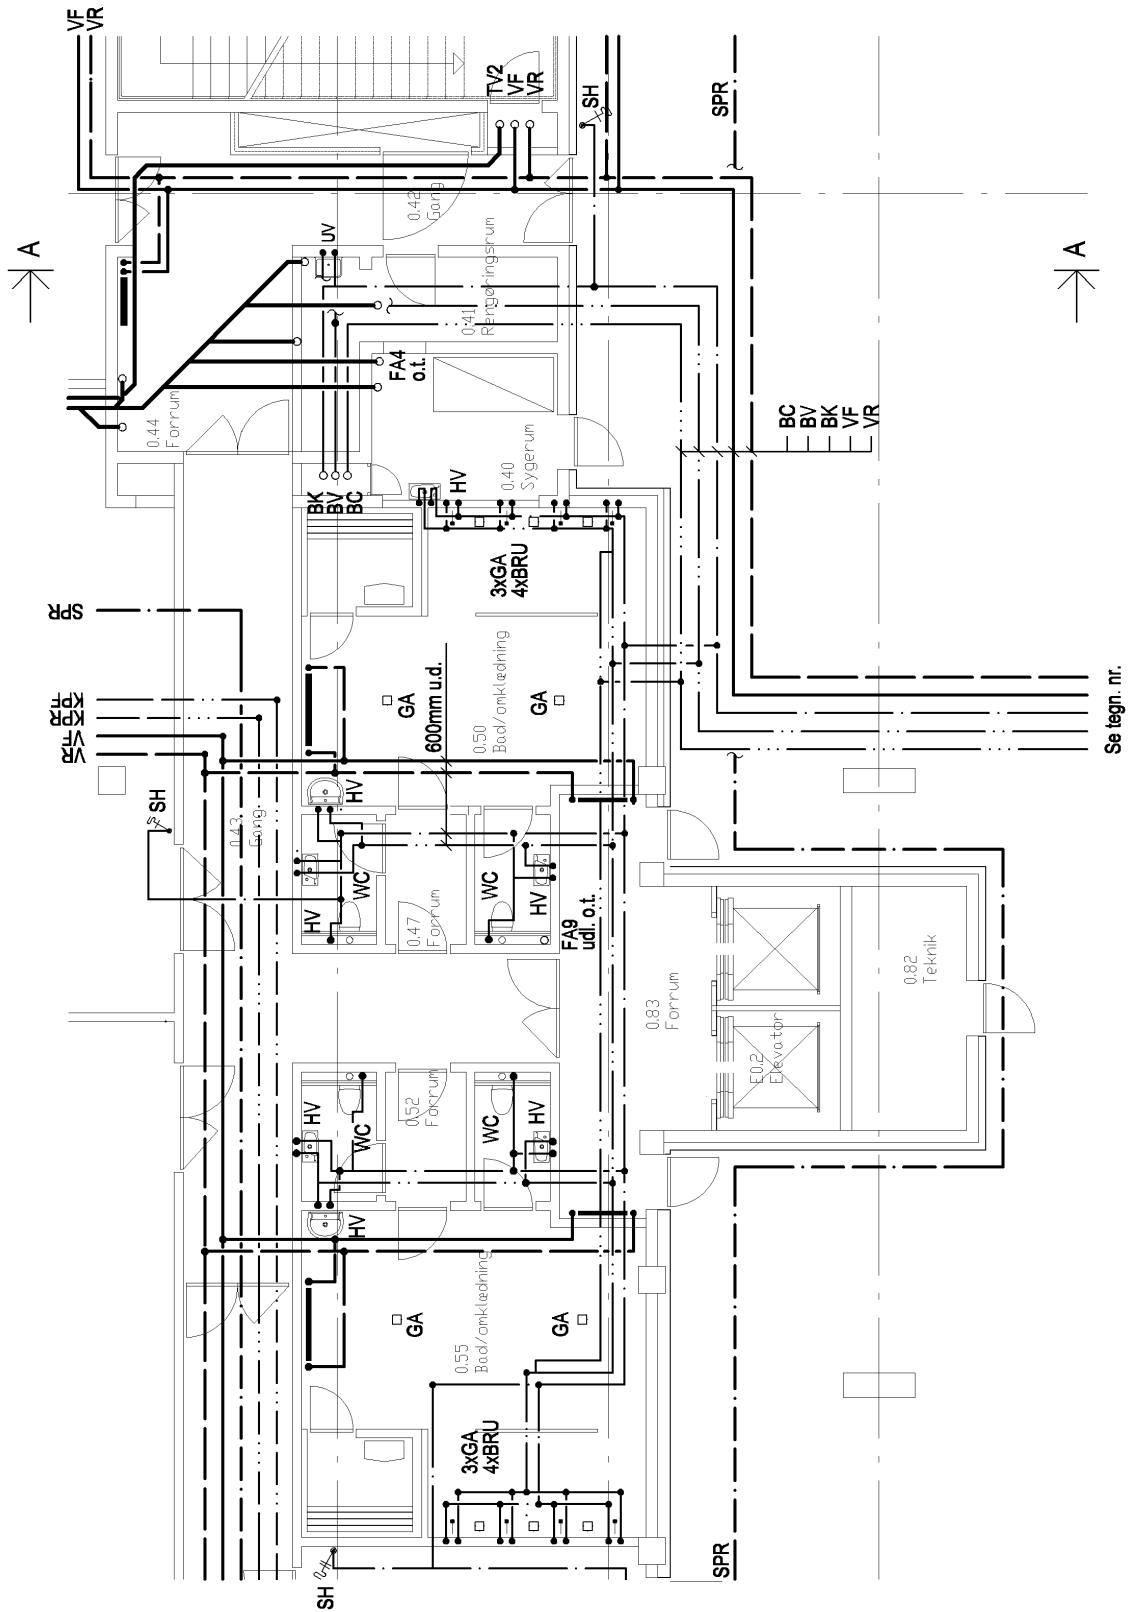 VF
VR
TV2
VF
VR
SH
SPR
0.42
Gang
UV
A
A
0.41
Rengøringsrum
FA4
o.t.
0.44
Forrum
BC
BV
BK
VF
VR
HV
0.40
Sygerum
BK
BV
BC
3xGA
4xBRU
SPR
KPF
KPR
VF
VR
GA
600mm u.d.
0.50
Bad/omklædning
GA
Se tegn. nr.
SH
0.43
Gang
HV
HV
WC
0.47
Forrum
WC
HV
FA9
udl. o.t.
0.83
Forrum
0.82
Teknik
E0.2
Elevator
HV
WC
0.52
Forrum
WC
HV
HV
GA
0.55
Bad/omklædning
GA
3xGA
4xBRU
SH
SPR